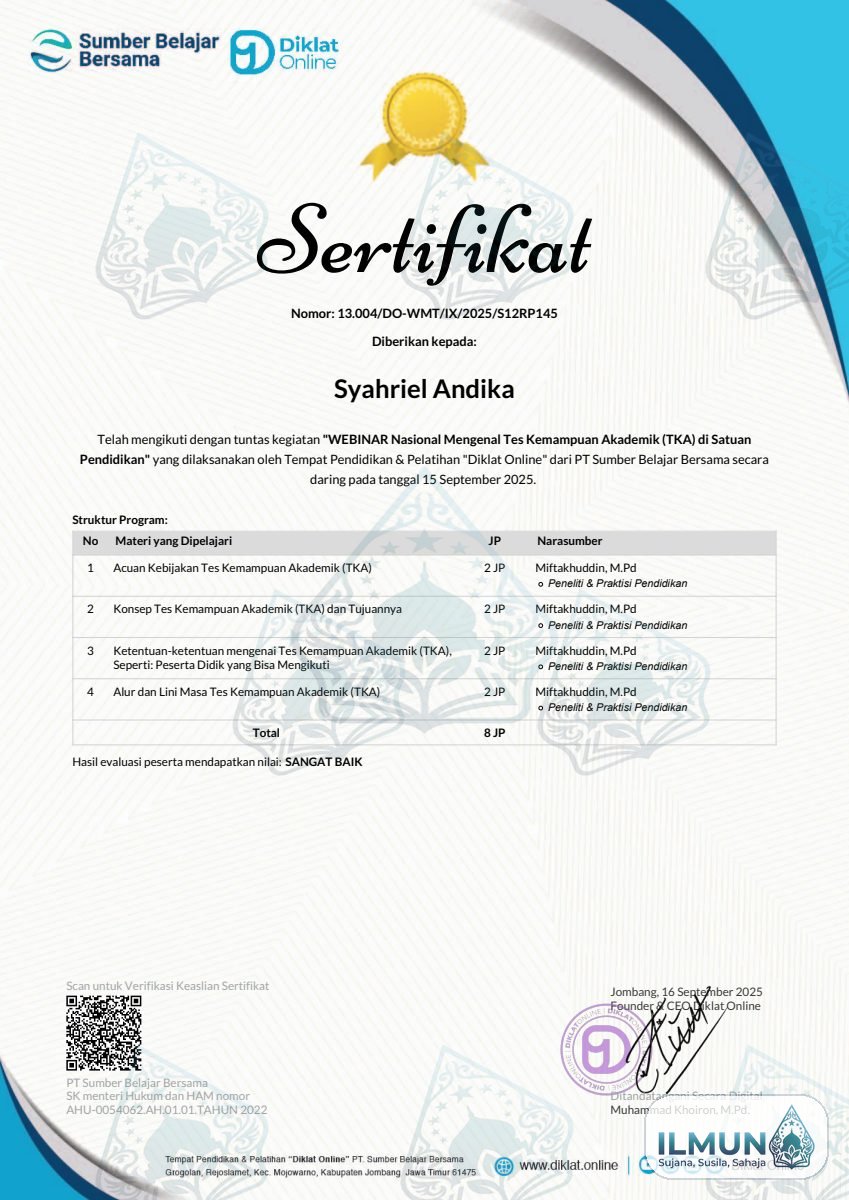 Sumber Belajar
Bersama
Diklat
Online
Sertifikat
Nomor: 13.004/DO-WMT/IX/2025/S12RP145
Diberikan kepada:
Syahriel Andika
Telah mengikuti dengan tuntas kegiatan "WEBINAR Nasional Mengenal Tes Kemampuan Akademik (TKA) di Satuan
Pendidikan" yang dilaksanakan oleh Tempat Pendidikan & Pelatihan "Diklat Online" dari PT Sumber Belajar Bersama secara
daring pada tanggal 15 September 2025.
Struktur Program:
No Materi yang Dipelajari JP Narasumber
1 Acuan Kebijakan Tes Kemampuan Akademik (TKA) 2 JP Miftakhuddin, M.Pd
Peneliti & Praktisi Pendidikan
2 Konsep Tes Kemampuan Akademik (TKA) dan Tujuannya 2 JP Miftakhuddin, M.Pd
Peneliti & Praktisi Pendidikan
3 Ketentuan-ketentuan mengenai Tes Kemampuan Akademik (TKA), 2 JP Miftakhuddin, M.Pd
Seperti: Peserta Didik yang Bisa Mengikuti Peneliti & Praktisi Pendidikan
4 Alur dan Lini Masa Tes Kemampuan Akademik (TKA) 2 JP Miftakhuddin, M.Pd
Peneliti & Praktisi Pendidikan
Total 8 JP
Hasil evaluasi peserta mendapatkan nilai: SANGAT BAIK
Scan untuk Verifikasi Keaslian Sertifikat
PT Sumber Belajar Bersama
SK menteri Hukum dan HAM nomor
AHU-0054062.AH.01.01.TAHUN 2022
Jombang, 16 September 2025
Founder & CEO Diklat Online
DIKLATONLINE
Ditandatangani Secara Digital
Muhammad Khoiron, M.Pd.
Tempat Pendidikan & Pelatihan "Diklat Online" PT. Sumber Belajar Bersama
Grogolan, Rejoslamet, Kec. Mojowarno, Kabupaten Jombang Jawa Timur 61475
www.diklat.online
ILMUN
Sujana, Susila, Sahaja